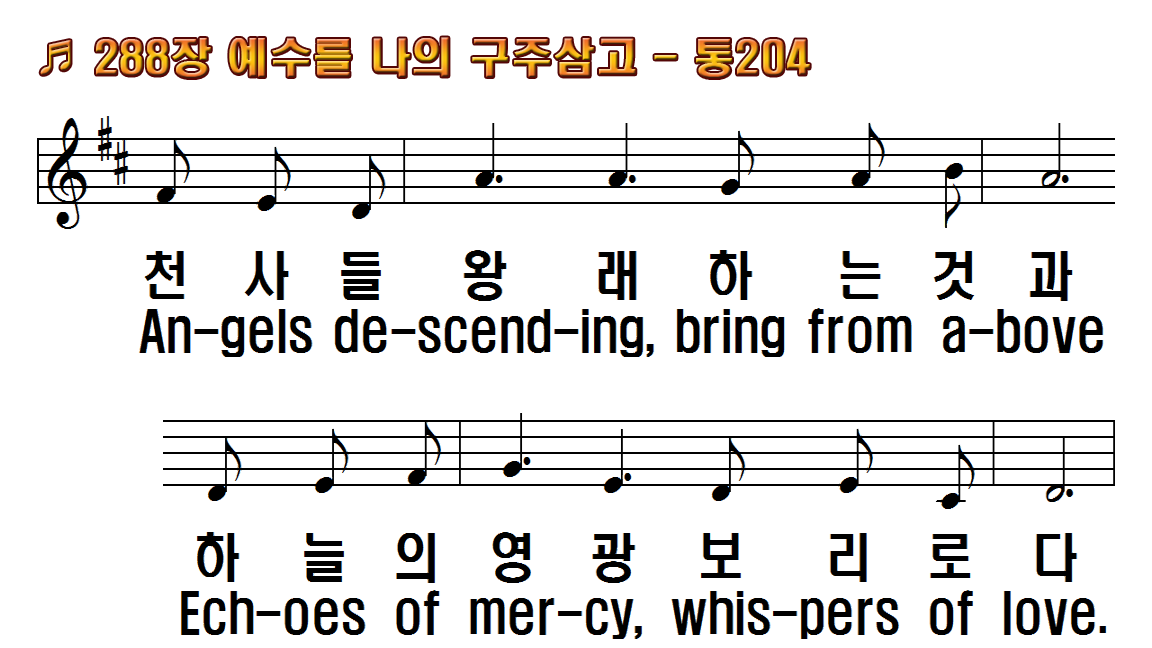 ♬ 288장 예수를 나의 구주삼고 - 통204
천 사 들 왕 래 하 는 것 과
An-gels de-scend-ing, bring from a-bove
하 늘 의 영 광 보 리 로 다
Ech-oes of mer-cy, whis-pers of love.